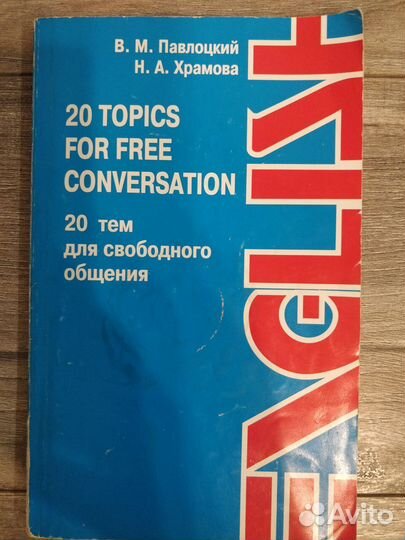 В. М. Павлоцкий
Н. А. Храмова
20 TOPICS
FOR FREE
CONVERSATION
20 тем
для свободного
общения
ENGLISH
Avito